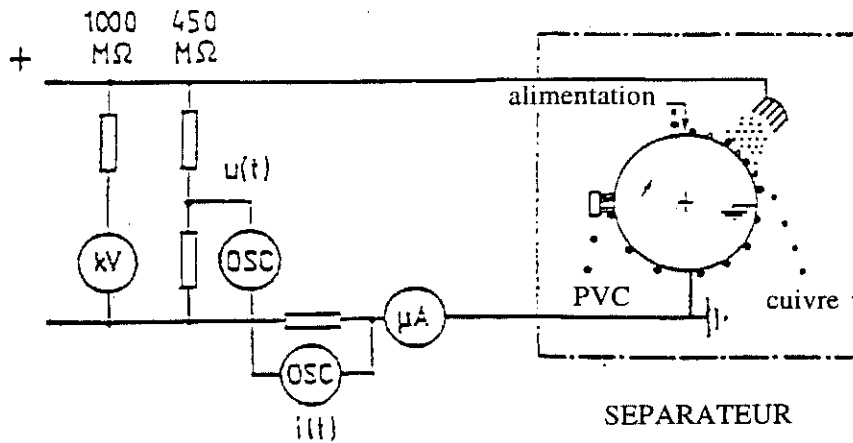 1000 450
MΩ MΩ
+
alimentation
u(t)
+
kV
OSC
PVC
cuivre
µA
OSC
i(t)
SEPARATEUR